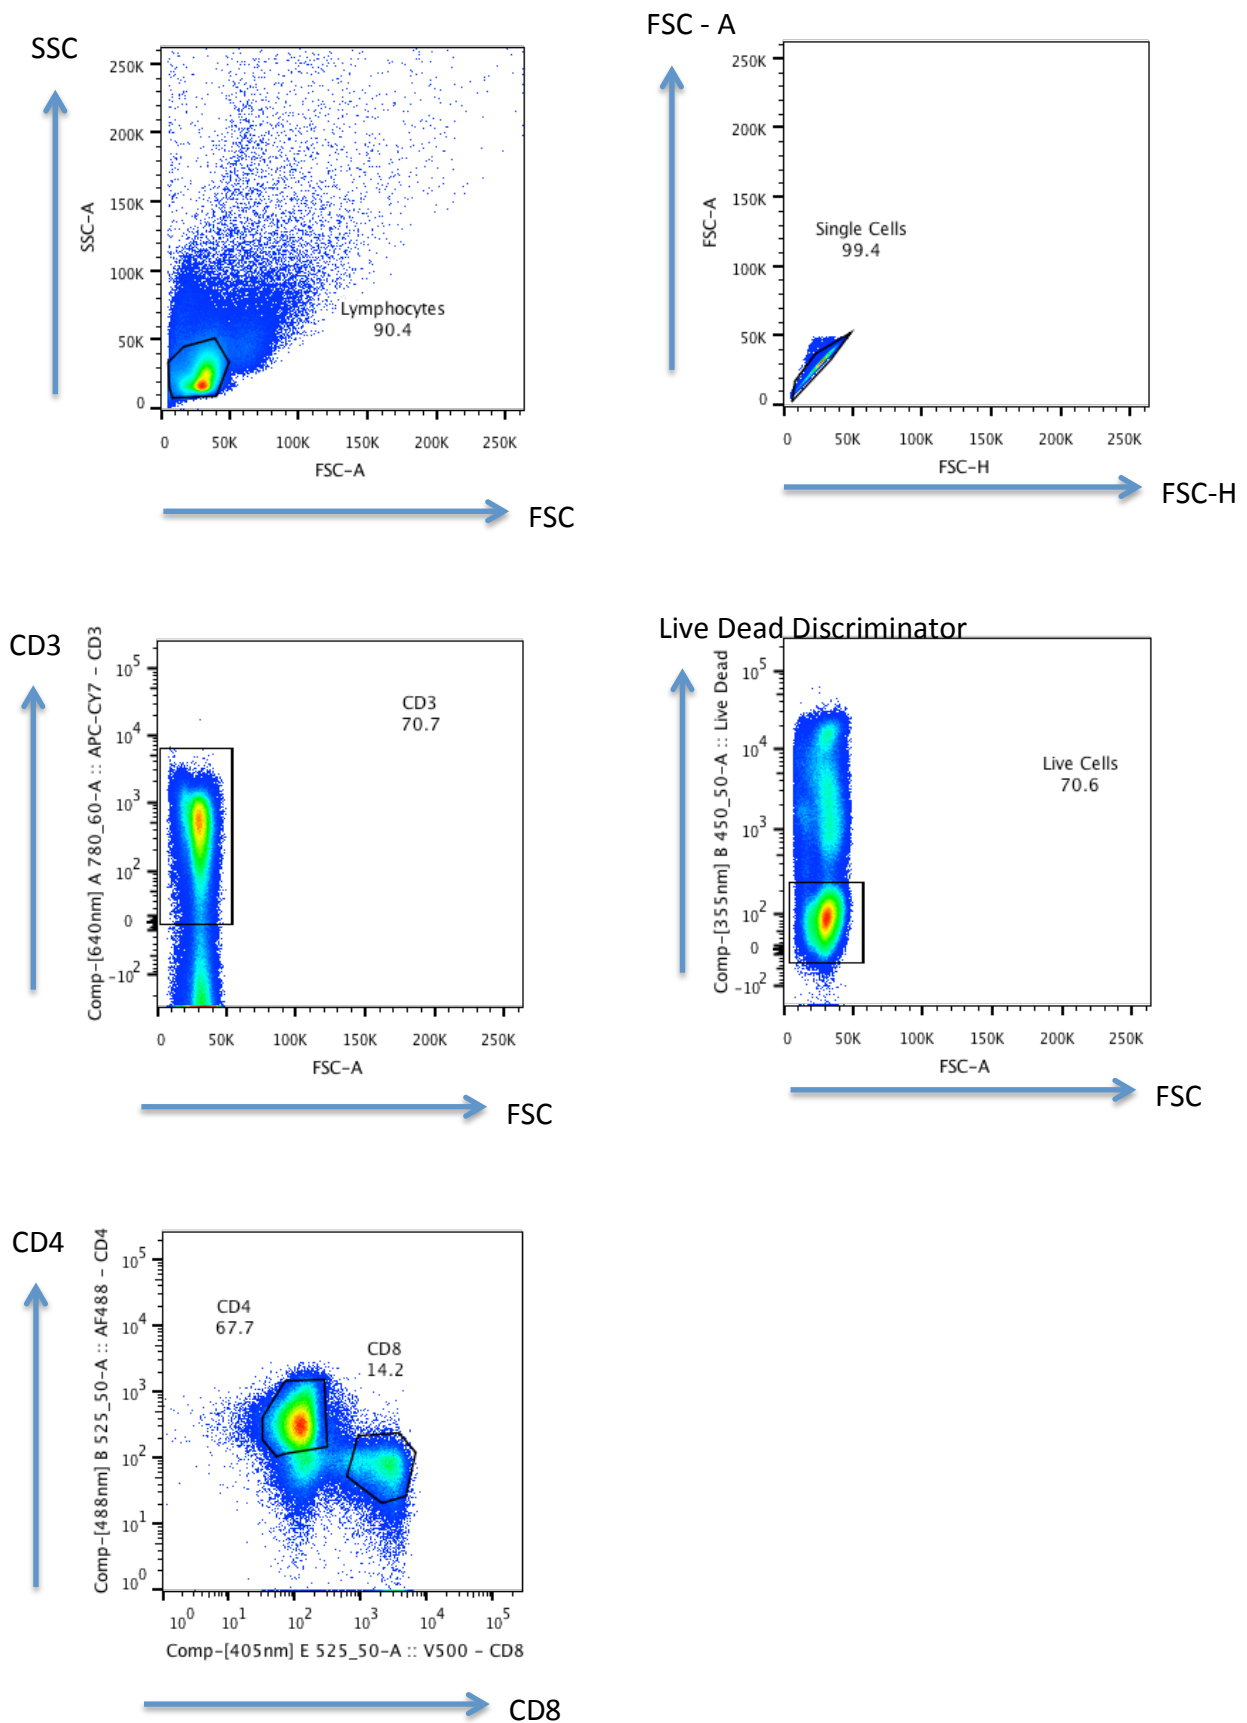 SSC
250K
200K
150K
100K
50K
0
SSC-A
Lymphocytes
90.4
0 50K 100K 150K 200K 250K
FSC-A
FSC
FSC - A
250K
200K
150K
100K
50K
0
FSC-A
Single Cells
99.4
0 50K 100K 150K 200K 250K
FSC-H
FSC-H
CD3
Comp-[640nm] A 780_60-A :: APC-CY7 - CD3
10^5
10^4
10^3
10^2
0
-10^2
CD3
70.7
0 50K 100K 150K 200K 250K
FSC-A
FSC
Live Dead Discriminator
Comp-[355nm] B 450_50-A :: Live Dead
10^5
10^4
10^3
10^2
0
-10^2
Live Cells
70.6
0 50K 100K 150K 200K 250K
FSC-A
FSC
CD4
Comp-[488nm] B 525_50-A :: AF488 - CD4
10^5
10^4
10^3
10^2
10^1
10^0
CD4
67.7
CD8
14.2
10^0 10^1 10^2 10^3 10^4 10^5
Comp-[405nm] E 525_50-A :: V500 - CD8
CD8